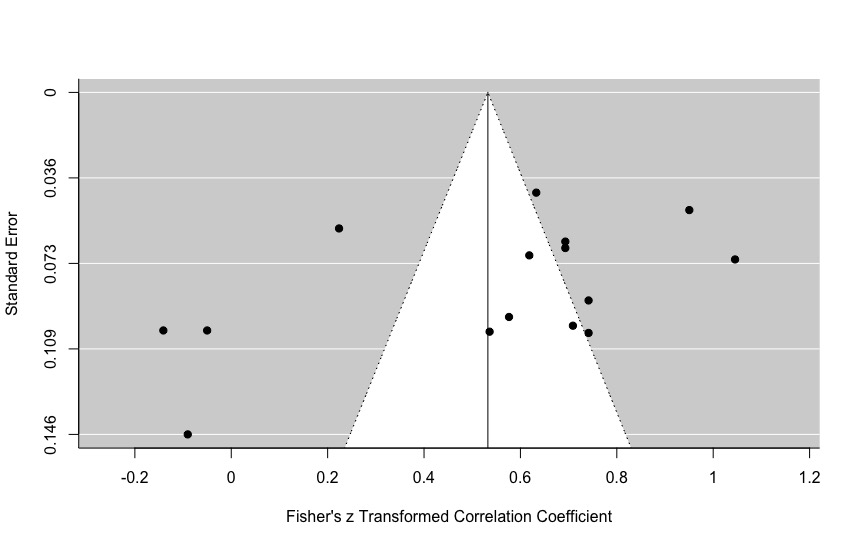 0
0.036
0.073
0.109
0.146
Standard Error
-0.2 0 0.2 0.4 0.6 0.8 1 1.2
Fisher's z Transformed Correlation Coefficient